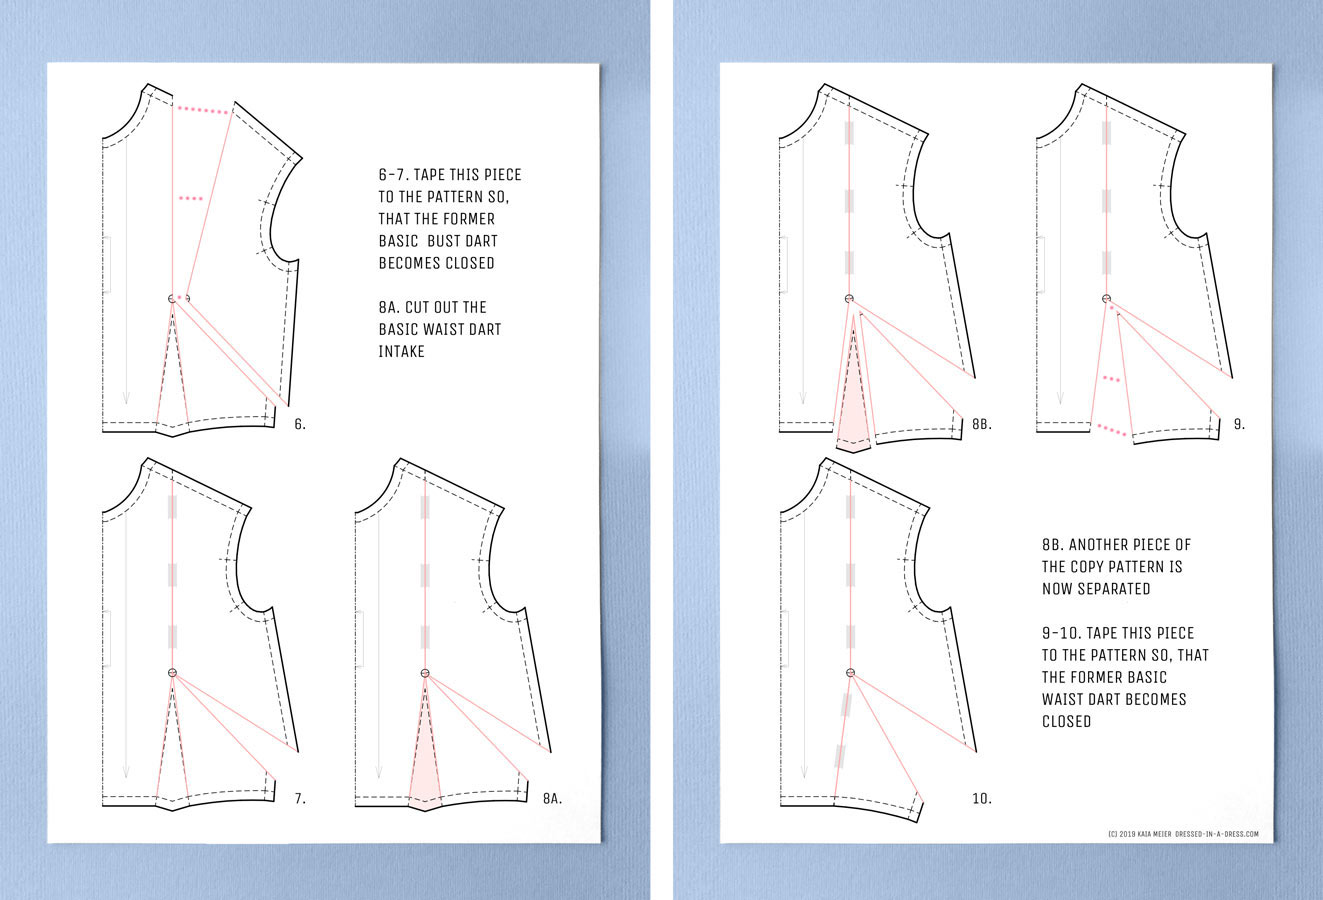 6-7. TAPE THIS PIECE
TO THE PATTERN SO,
THAT THE FORMER
BASIC BUST DART
BECOMES CLOSED
8A. CUT OUT THE
BASIC WAIST DART
INTAKE
6.
7.
8A.
8B.
9.
8B. ANOTHER PIECE OF
THE COPY PATTERN IS
NOW SEPARATED
9-10. TAPE THIS PIECE
TO THE PATTERN SO, THAT
THE FORMER BASIC
WAIST DART BECOMES
CLOSED
10.
(C) 2019 KAIA MEIER DRESSED-IN-A-DRESS.COM